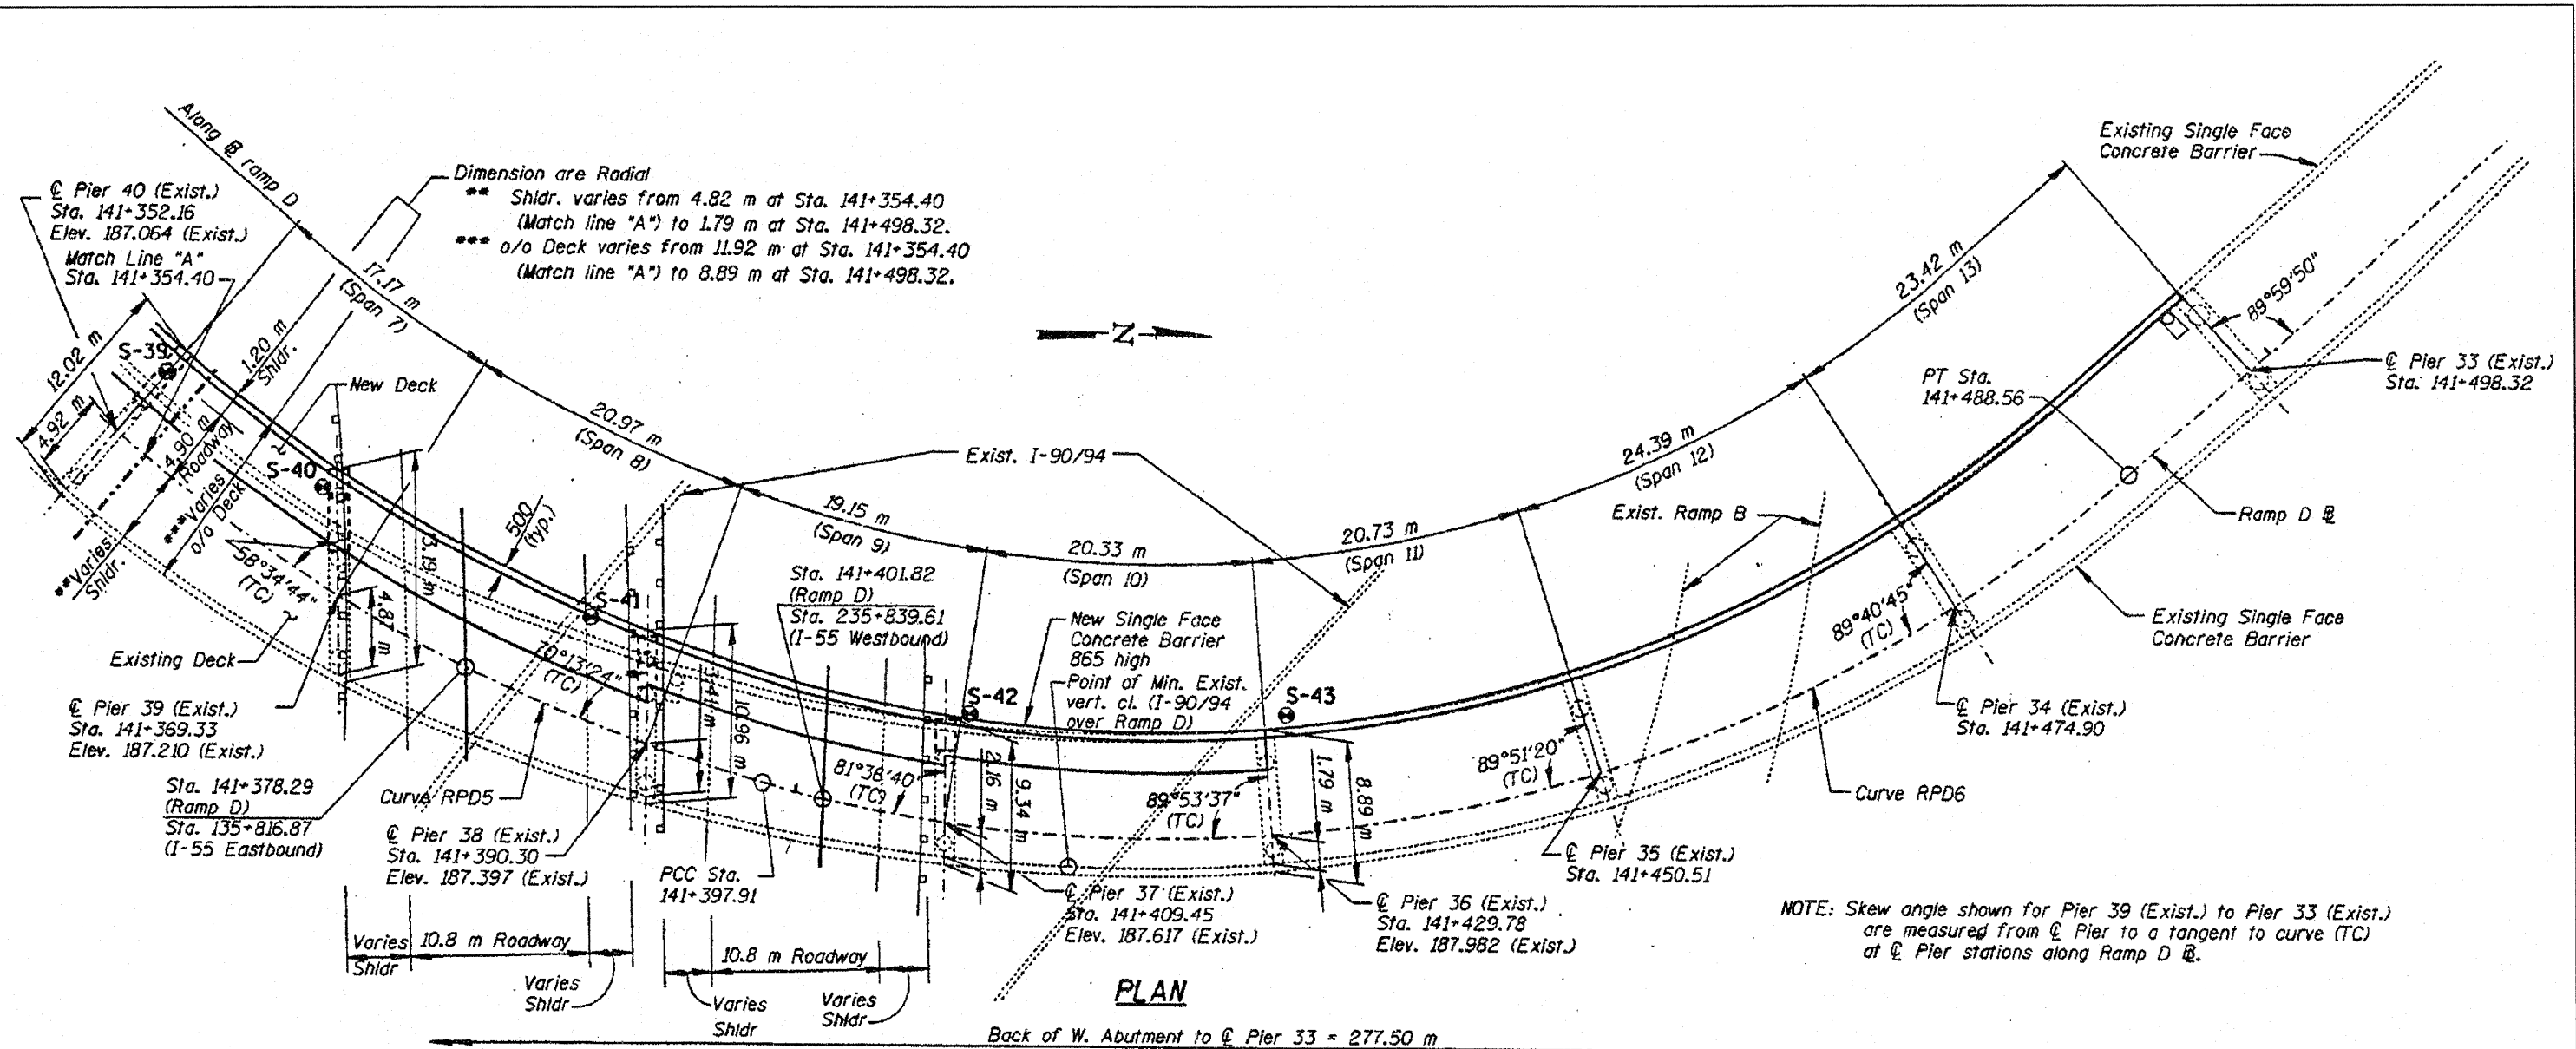 Along ℄ ramp D
℄ Pier 40 (Exist.)
Sta. 141+352.16
Elev. 187.064 (Exist.)
Match Line "A"
Sta. 141+354.40
Dimension are Radial
** Shldr. varies from 4.82 m at Sta. 141+354.40
(Match line "A") to 1.79 m at Sta. 141+498.32.
*** o/o Deck varies from 11.92 m at Sta. 141+354.40
(Match line "A") to 8.89 m at Sta. 141+498.32.
17.17 m
(Span 7)
20.97 m
(Span 8)
19.15 m
(Span 9)
20.33 m
(Span 10)
20.73 m
(Span 11)
24.39 m
(Span 12)
23.42 m
(Span 13)
N
Existing Single Face
Concrete Barrier
89°59'50"
℄ Pier 33 (Exist.)
Sta. 141+498.32
PT Sta.
141+488.56
Ramp D ℄
12.02 m
4.92 m
S-39
1.20 m
Shldr.
New Deck
4.90 m
Roadway
***Varies
o/o Deck
**Varies
Shldr.
S-40
58°34'44"
(TC)
13.19 m
4.87 m
500
(typ.)
Exist. I-90/94
Exist. Ramp B
Existing Deck
℄ Pier 39 (Exist.)
Sta. 141+369.33
Elev. 187.210 (Exist.)
S-41
70°13'24"
(TC)
3.41 m
10.96 m
Sta. 141+401.82
(Ramp D)
Sta. 235+839.61
(I-55 Westbound)
New Single Face
Concrete Barrier
865 high
Point of Min. Exist.
vert. cl. (I-90/94
over Ramp D)
S-42
S-43
81°38'40"
(TC)
2.16 m
9.34 m
89°53'37"
(TC)
1.79 m
8.89 m
89°51'20"
(TC)
89°40'45"
(TC)
Existing Single Face
Concrete Barrier
℄ Pier 34 (Exist.)
Sta. 141+474.90
Curve RPD6
℄ Pier 35 (Exist.)
Sta. 141+450.51
Sta. 141+378.29
(Ramp D)
Sta. 135+816.87
(I-55 Eastbound)
Curve RPD5
℄ Pier 38 (Exist.)
Sta. 141+390.30
Elev. 187.397 (Exist.)
PCC Sta.
141+397.91
℄ Pier 37 (Exist.)
Sta. 141+409.45
Elev. 187.617 (Exist.)
℄ Pier 36 (Exist.)
Sta. 141+429.78
Elev. 187.982 (Exist.)
NOTE: Skew angle shown for Pier 39 (Exist.) to Pier 33 (Exist.)
are measured from ℄ Pier to a tangent to curve (TC)
at ℄ Pier stations along Ramp D ℄.
Varies
Shldr
10.8 m Roadway
Varies
Shldr
10.8 m Roadway
Varies
Shldr
Varies
Shldr
PLAN
Back of W. Abutment to ℄ Pier 33 = 277.50 m